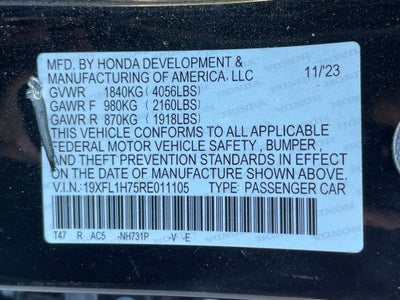 MFD. BY HONDA DEVELOPMENT &
MANUFACTURING OF AMERICA, LLC 11/23
GVWR 1840KG (4056LBS)
GAWR F 980KG (2160LBS)
GAWR R 870KG (1918LBS)
THIS VEHICLE CONFORMS TO ALL APPLICABLE
FEDERAL MOTOR VEHICLE SAFETY, BUMPER,
AND THEFT PREVENTION STANDARDS IN EFFECT
ON THE DATE OF MANUFACTURE SHOWN ABOVE.
V.I.N.: 19XFL1H75RE011105 TYPE: PASSENGER CAR
T47 R AC5 -NH731P -V -E